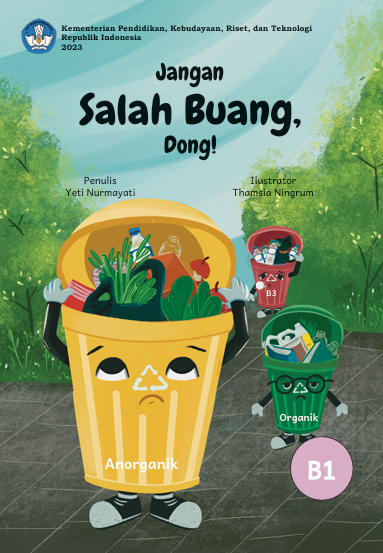 Kementerian Pendidikan, Kebudayaan, Riset, dan Teknologi
Republik Indonesia
2023
Jangan
Salah Buang,
Dong!
Penulis
Yeti Nurmayati
Ilustrator
Thamsia Ningrum
B3
Organik
Anorganik
B1